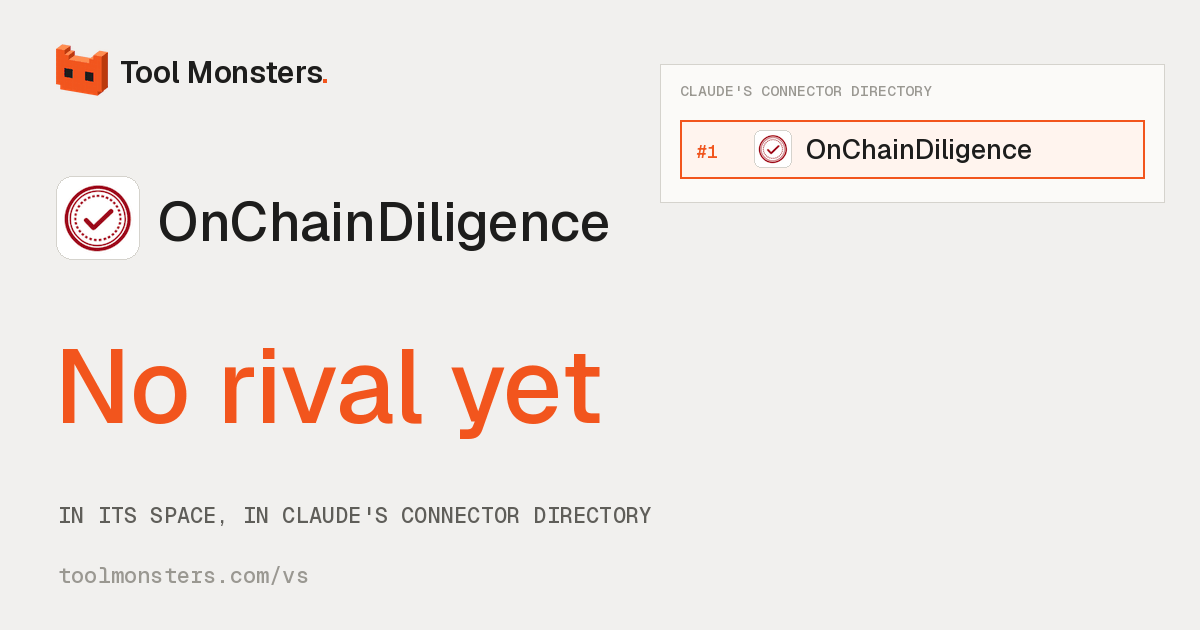 Tool Monsters.
CLAUDE'S CONNECTOR DIRECTORY
#1 OnChainDiligence
OnChainDiligence
No rival yet
IN ITS SPACE, IN CLAUDE'S CONNECTOR DIRECTORY
toolmonsters.com/vs